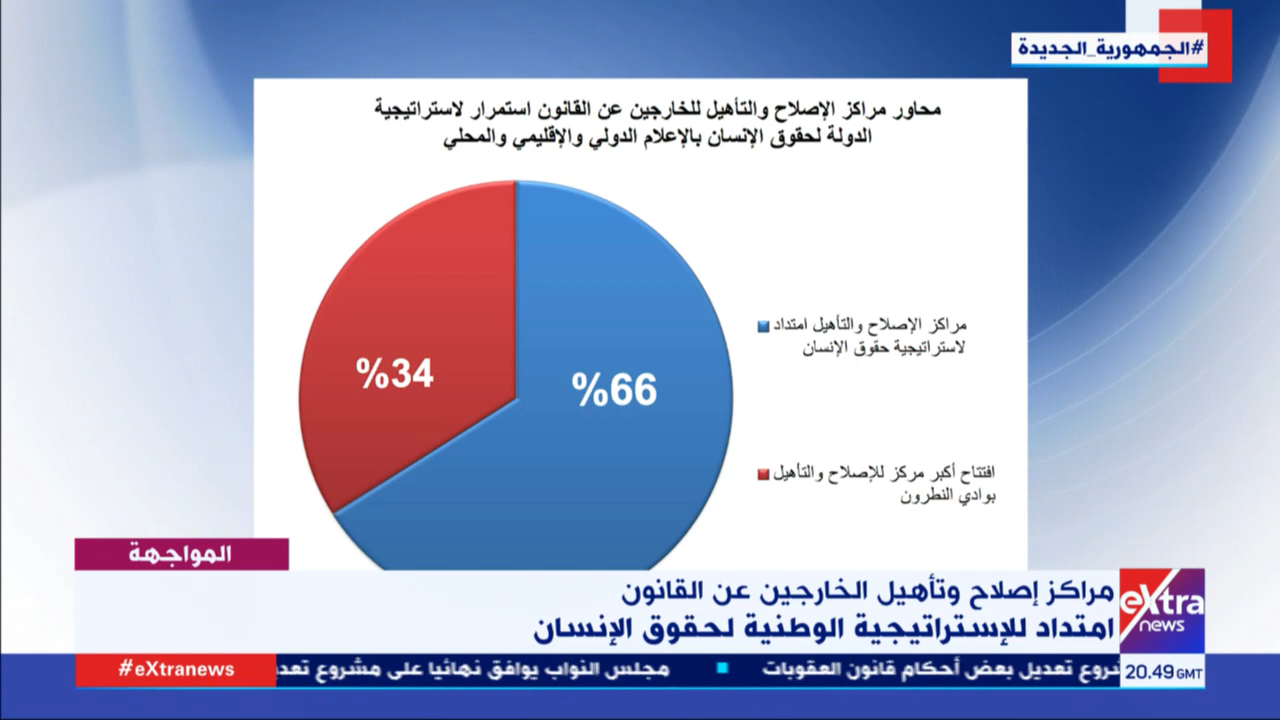 #الجمهورية_الجديدة
محاور مراكز الإصلاح والتأهيل للخارجين عن القانون استمرار لاستراتيجية
الدولة لحقوق الإنسان بالإعلام الدولي والإقليمي والمحلي
%34
%66
مراكز الإصلاح والتأهيل امتداد
لاستراتيجية حقوق الإنسان
افتتاح أكبر مركز للإصلاح والتأهيل
بوادي النطرون
المواجهة
مراكز إصلاح وتأهيل الخارجين عن القانون
امتداد للإستراتيجية الوطنية لحقوق الإنسان
eXtra
news
20.49 GMT
تعديل بعض أحكام قانون العقوبات ■ مجلس النواب يوافق نهائيا على مشروع
#eXtranews